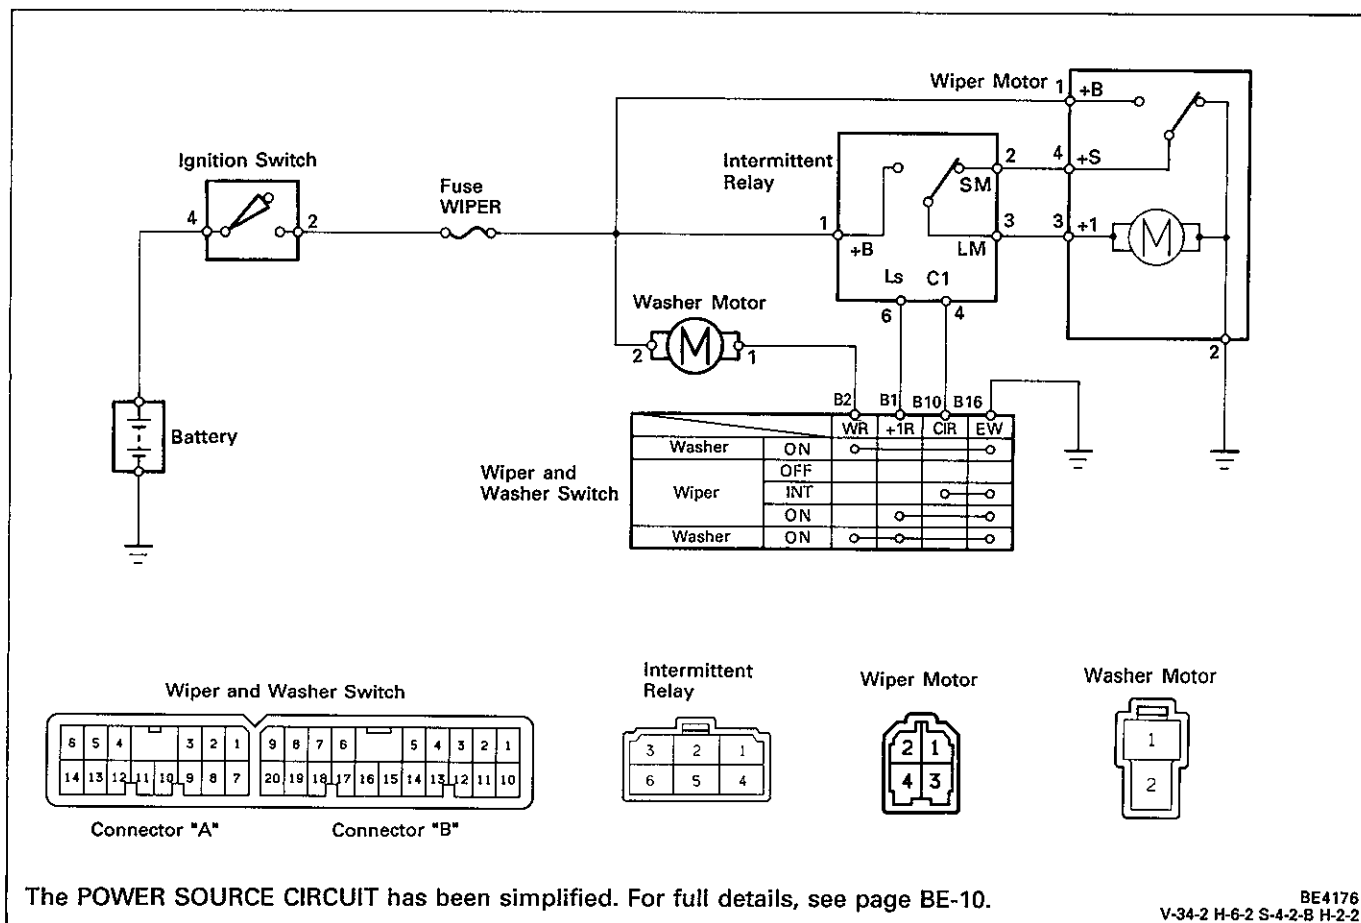 Wiper Motor
1
+B
Ignition Switch
Intermittent
Relay
2
4
+S
SM
Fuse
WIPER
4
2
1
+B
3
LM
3
+1
M
Ls
C1
6
4
2
Washer Motor
2
M
1
B2
B1
B10
B16
Battery
WR
+1R
CIR
EW
Washer
ON
Wiper and
Washer Switch
OFF
Wiper
INT
ON
Washer
ON
Wiper and Washer Switch
Intermittent
Relay
Wiper Motor
Washer Motor
6 5 4 3 2 1
14 13 12 11 10 9 8 7
9 8 7 6 5 4 3 2 1
20 19 18 17 16 15 14 13 12 11 10
3 2 1
6 5 4
2 1
4 3
1
2
Connector "A"
Connector "B"
The POWER SOURCE CIRCUIT has been simplified. For full details, see page BE-10.
BE4176
V-34-2 H-6-2 S-4-2-B H-2-2